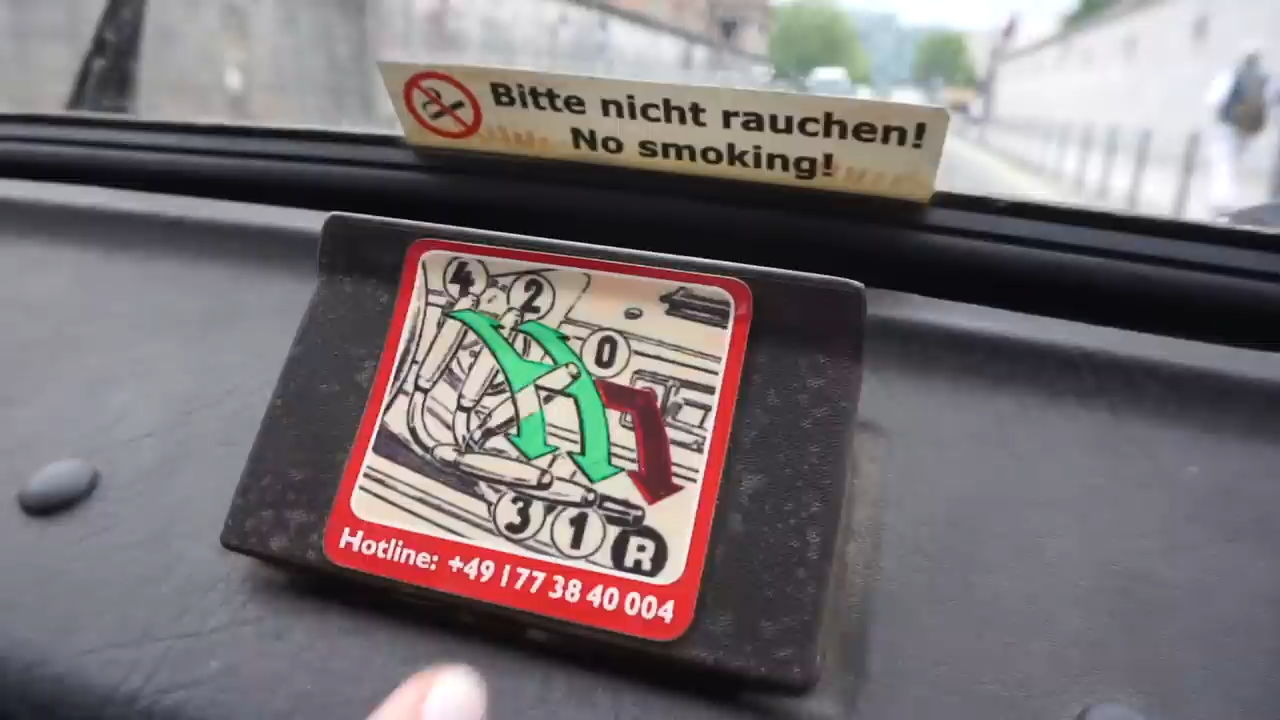 Bitte nicht rauchen!
No smoking!
4
2
0
3
1
R
Hotline: +49 177 38 40 004